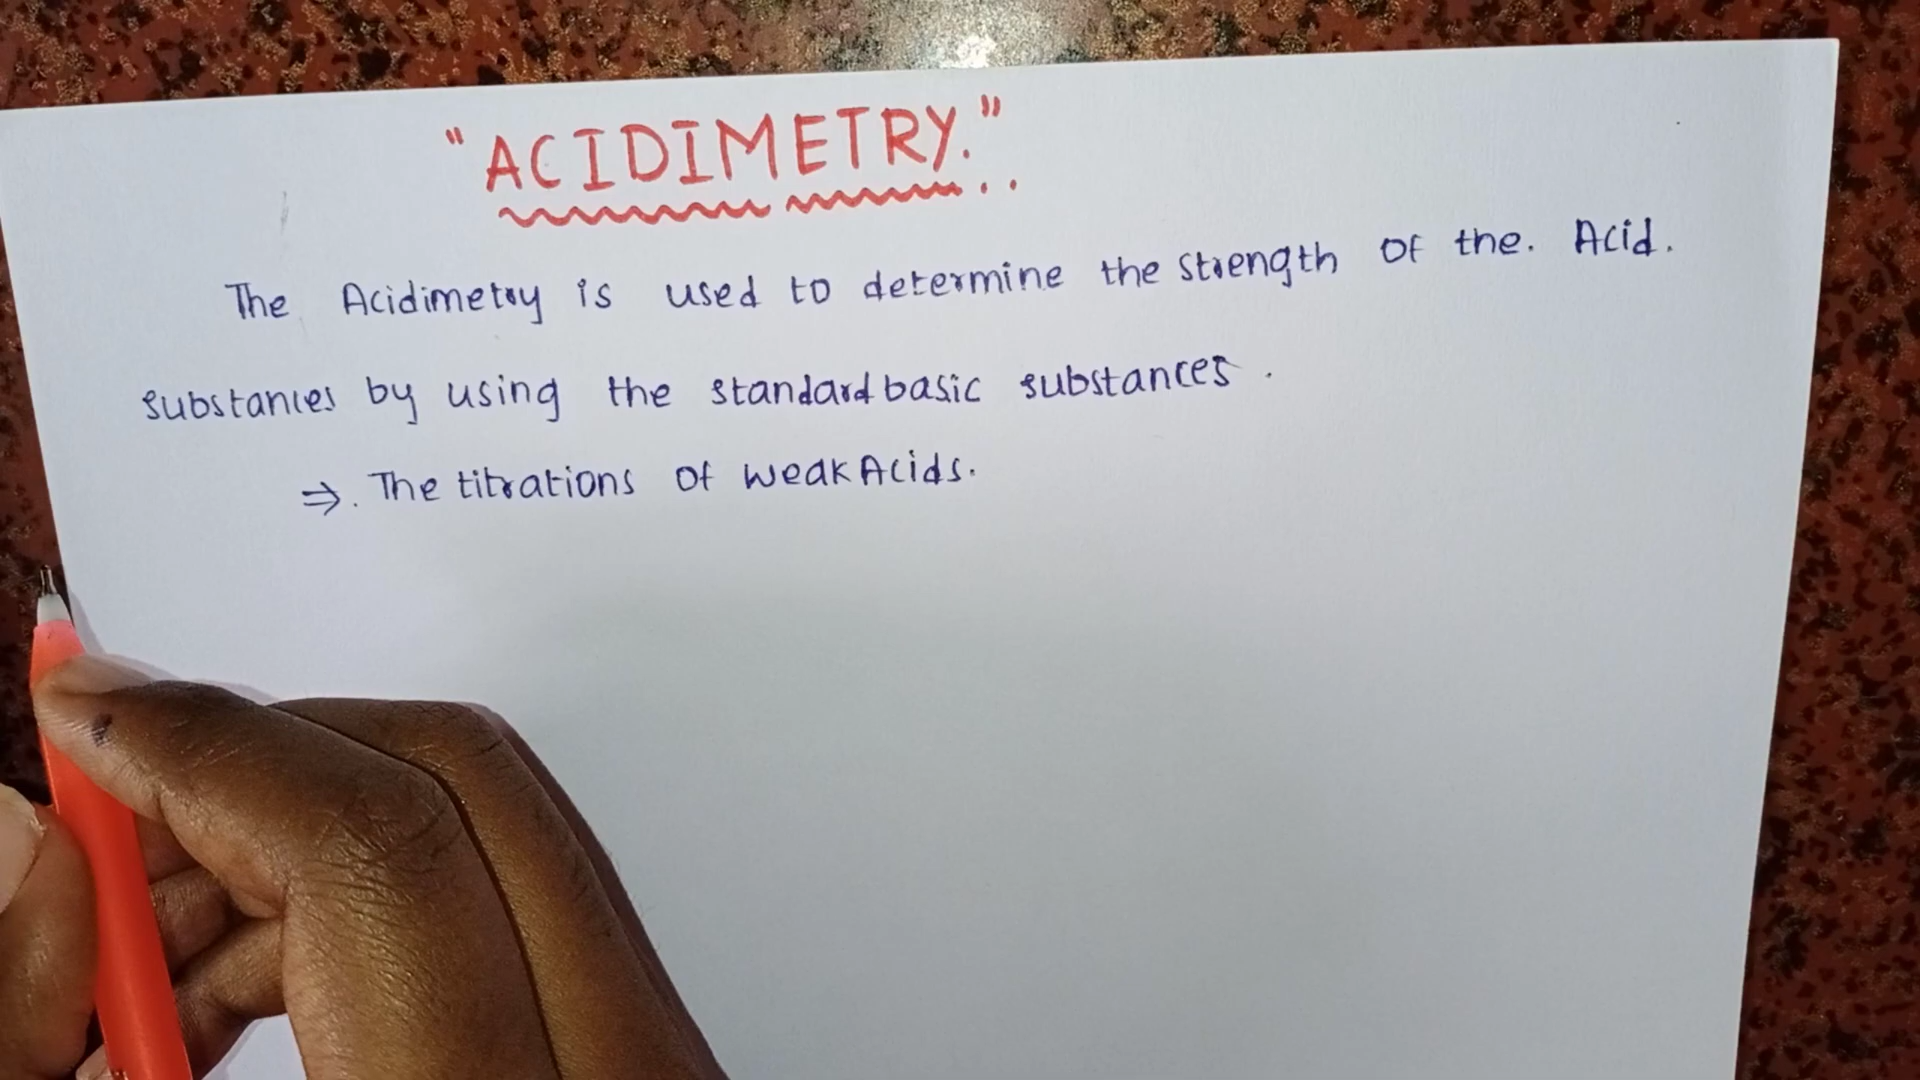 "ACIDIMETRY."
The Acidimetry is used to determine the strength Of the. Acid.
substances by using the standard basic substances.
⇒. The titrations Of weak Acids.